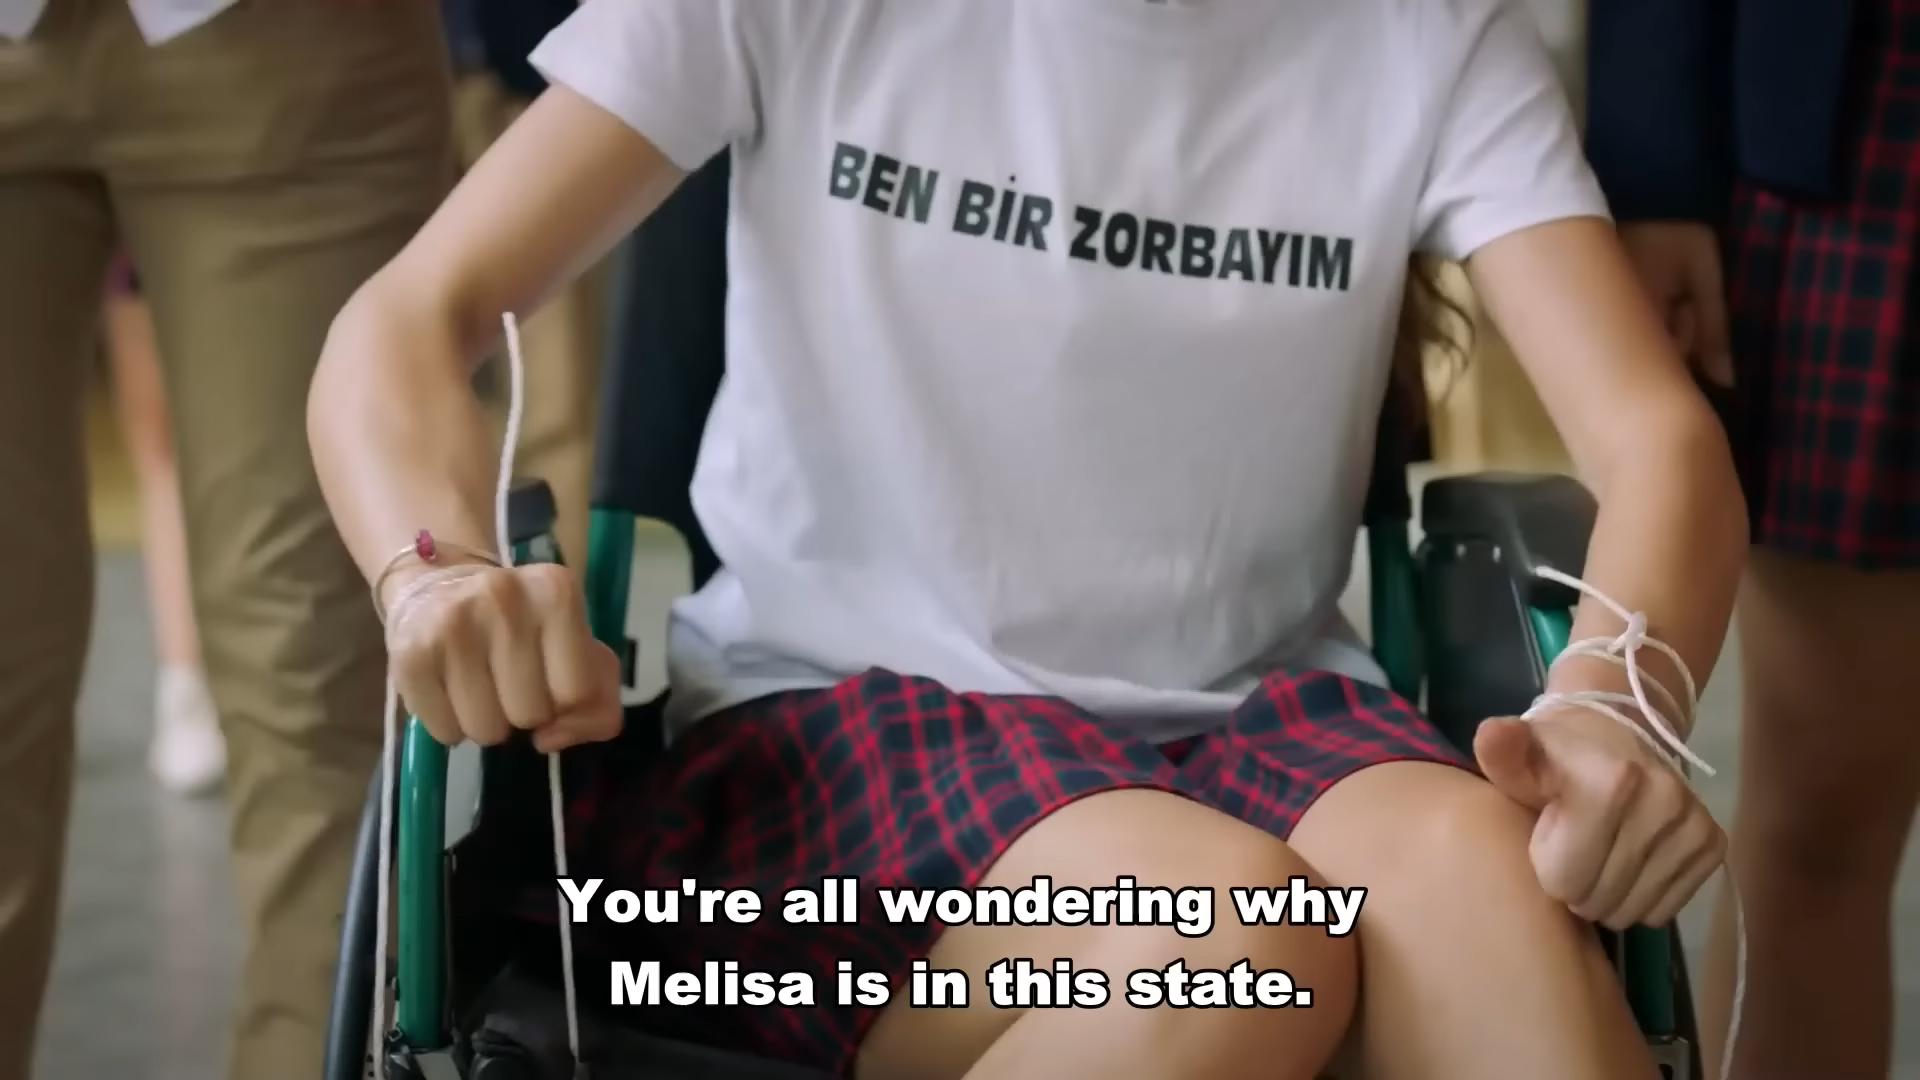 BEN BİR ZORBAYIM
You're all wondering why
Melisa is in this state.